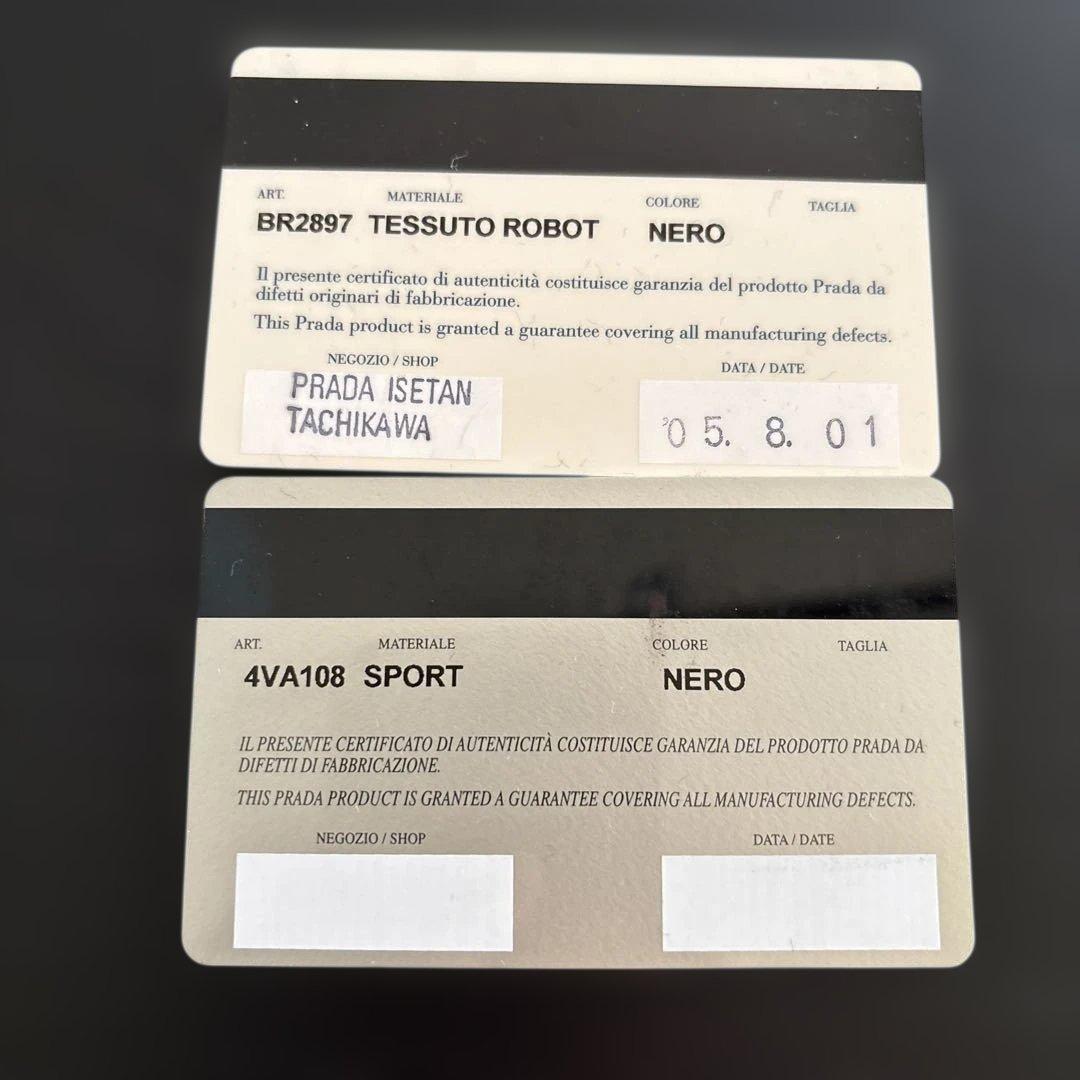 ART. MATERIALE COLORE TAGLIA
BR2897 TESSUTO ROBOT NERO
Il presente certificato di autenticità costituisce garanzia del prodotto Prada da
difetti originari di fabbricazione.
This Prada product is granted a guarantee covering all manufacturing defects.
NEGOZIO / SHOP DATA / DATE
PRADA ISETAN
TACHIKAWA
'05. 8. 01
ART. MATERIALE COLORE TAGLIA
4VA108 SPORT NERO
IL PRESENTE CERTIFICATO DI AUTENTICITÀ COSTITUISCE GARANZIA DEL PRODOTTO PRADA DA
DIFETTI DI FABBRICAZIONE.
THIS PRADA PRODUCT IS GRANTED A GUARANTEE COVERING ALL MANUFACTURING DEFECTS.
NEGOZIO / SHOP DATA / DATE